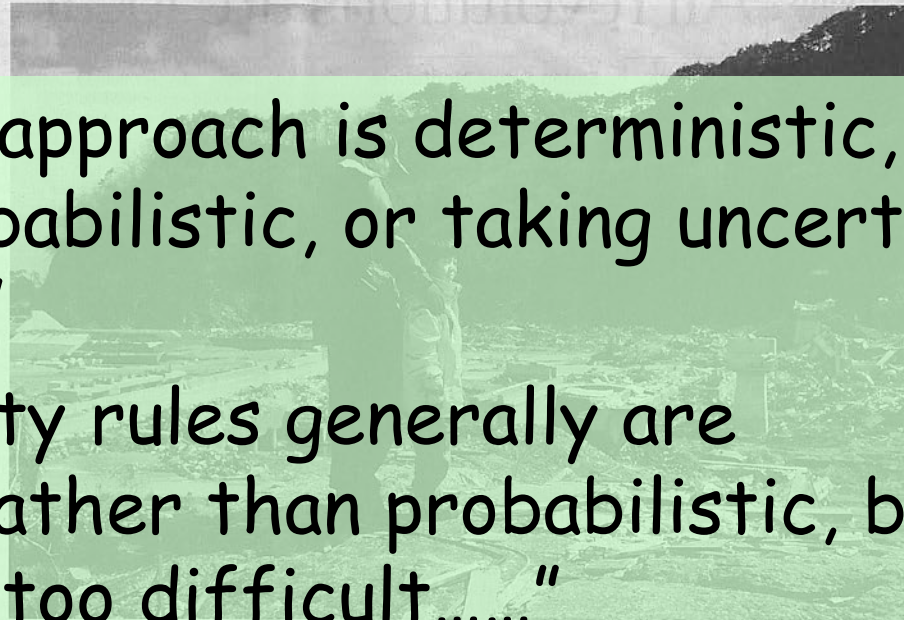 approach is deterministic,
babilistic, or taking uncert
"
ty rules generally are
ather than probabilistic, b
too difficult……"